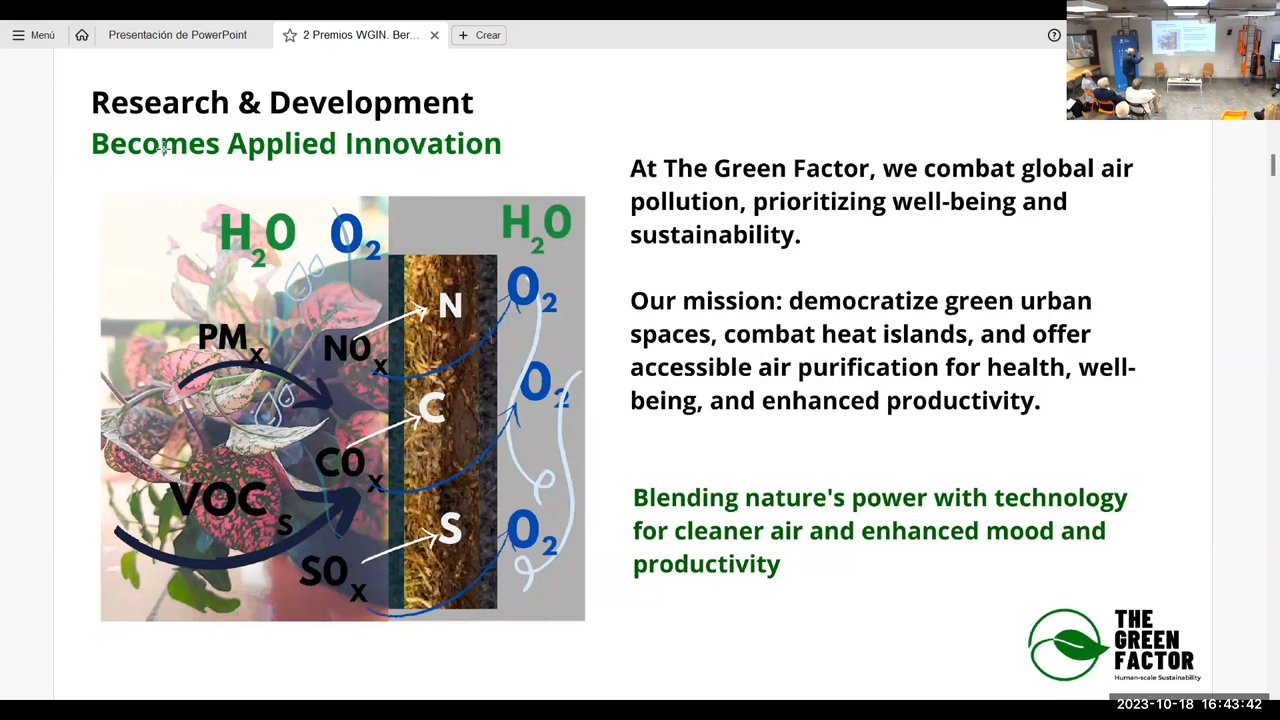 Menú
Presentación de PowerPoint
2 Premios WGIN. Ber...
Crear
Research & Development
Becomes Applied Innovation
H2O O2 H2O
O2
N
PMx
NOx
O2
C
COx
VOCs
S
O2
SOx
At The Green Factor, we combat global air
pollution, prioritizing well-being and
sustainability.
Our mission: democratize green urban
spaces, combat heat islands, and offer
accessible air purification for health, well-
being, and enhanced productivity.
Blending nature's power with technology
for cleaner air and enhanced mood and
productivity
THE
GREEN
FACTOR
Human-scale Sustainability
2023-10-18 16:43:42